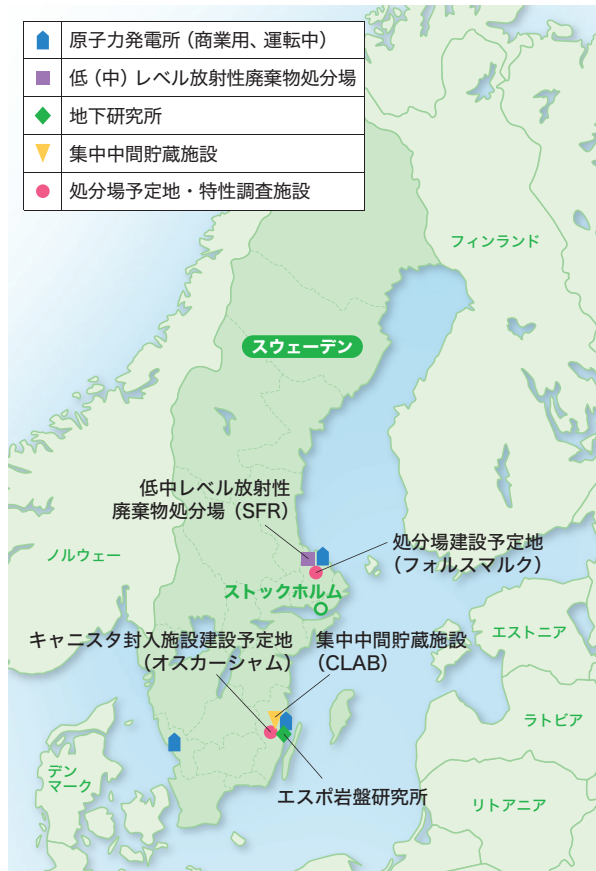 原子力発電所（商業用、運転中）
低（中）レベル放射性廃棄物処分場
地下研究所
集中中間貯蔵施設
処分場予定地・特性調査施設
フィンランド
スウェーデン
低中レベル放射性
廃棄物処分場（SFR）
処分場建設予定地
（フォルスマルク）
ノルウェー
ストックホルム
エストニア
キャニスタ封入施設建設予定地
（オスカーシャム）
集中中間貯蔵施設
（CLAB）
ラトビア
デン
マーク
エスポ岩盤研究所
リトアニア